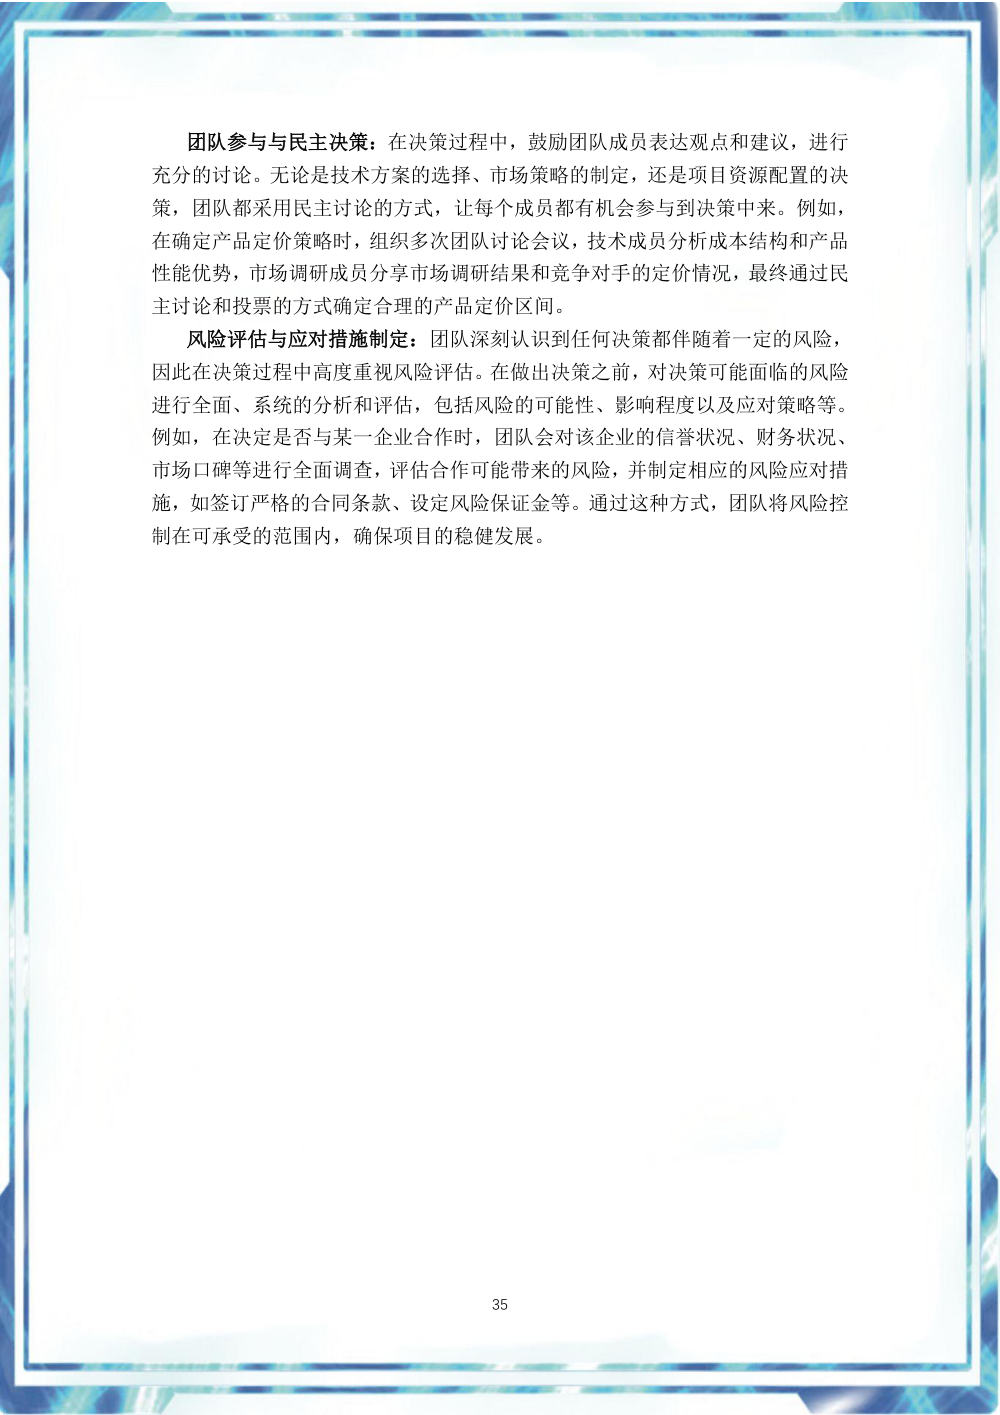 团队参与与民主决策：在决策过程中，鼓励团队成员表达观点和建议，进行
充分的讨论。无论是技术方案的选择、市场策略的制定，还是项目资源配置的决
策，团队都采用民主讨论的方式，让每个成员都有机会参与到决策中来。例如，
在确定产品定价策略时，组织多次团队讨论会议，技术成员分析成本结构和产品
性能优势，市场调研成员分享市场调研结果和竞争对手的定价情况，最终通过民
主讨论和投票的方式确定合理的产品定价区间。
风险评估与应对措施制定：团队深刻认识到任何决策都伴随着一定的风险，
因此在决策过程中高度重视风险评估。在做出决策之前，对决策可能面临的风险
进行全面、系统的分析和评估，包括风险的可能性、影响程度以及应对策略等。
例如，在决定是否与某一企业合作时，团队会对该企业的信誉状况、财务状况、
市场口碑等进行全面调查，评估合作可能带来的风险，并制定相应的风险应对措
施，如签订严格的合同条款、设定风险保证金等。通过这种方式，团队将风险控
制在可承受的范围内，确保项目的稳健发展。
35